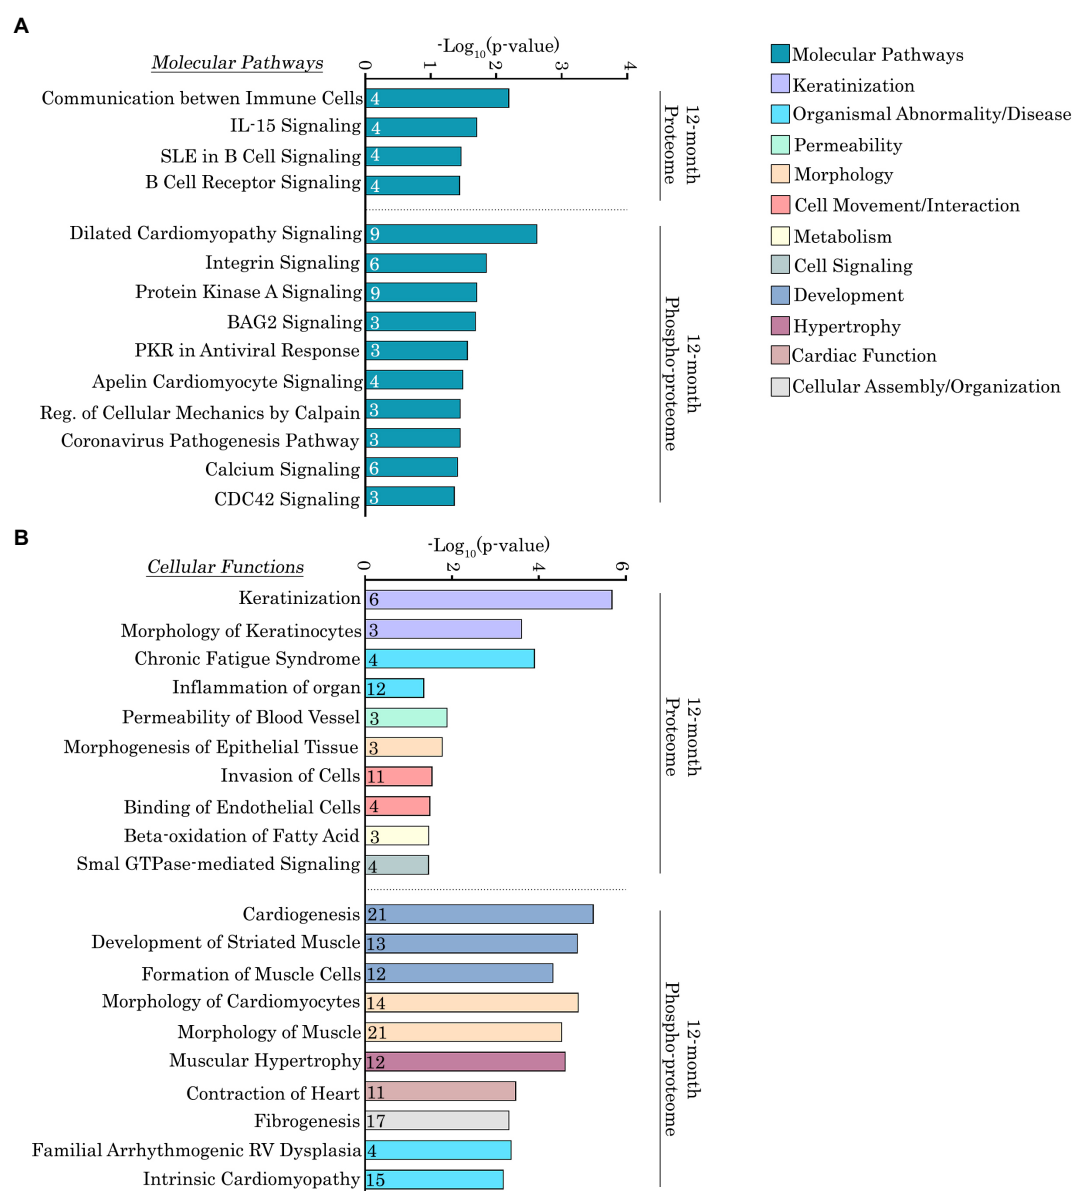 A
-Log10(p-value)
Molecular Pathways
0 1 2 3 4
Communication betwen Immune Cells 4
IL-15 Signaling 4
SLE in B Cell Signaling 4
B Cell Receptor Signaling 4
12-month
Proteome
Dilated Cardiomyopathy Signaling 9
Integrin Signaling 6
Protein Kinase A Signaling 9
BAG2 Signaling 3
PKR in Antiviral Response 3
Apelin Cardiomyocyte Signaling 4
Reg. of Cellular Mechanics by Calpain 3
Coronavirus Pathogenesis Pathway 3
Calcium Signaling 6
CDC42 Signaling 3
12-month
Phospho-proteome
Molecular Pathways
Keratinization
Organismal Abnormality/Disease
Permeability
Morphology
Cell Movement/Interaction
Metabolism
Cell Signaling
Development
Hypertrophy
Cardiac Function
Cellular Assembly/Organization
B
-Log10(p-value)
Cellular Functions
0 2 4 6
Keratinization 6
Morphology of Keratinocytes 3
Chronic Fatigue Syndrome 4
Inflammation of organ 12
Permeability of Blood Vessel 3
Morphogenesis of Epithelial Tissue 3
Invasion of Cells 11
Binding of Endothelial Cells 4
Beta-oxidation of Fatty Acid 3
Smal GTPase-mediated Signaling 4
12-month
Proteome
Cardiogenesis 21
Development of Striated Muscle 13
Formation of Muscle Cells 12
Morphology of Cardiomyocytes 14
Morphology of Muscle 21
Muscular Hypertrophy 12
Contraction of Heart 11
Fibrogenesis 17
Familial Arrhythmogenic RV Dysplasia 4
Intrinsic Cardiomyopathy 15
12-month
Phospho-proteome